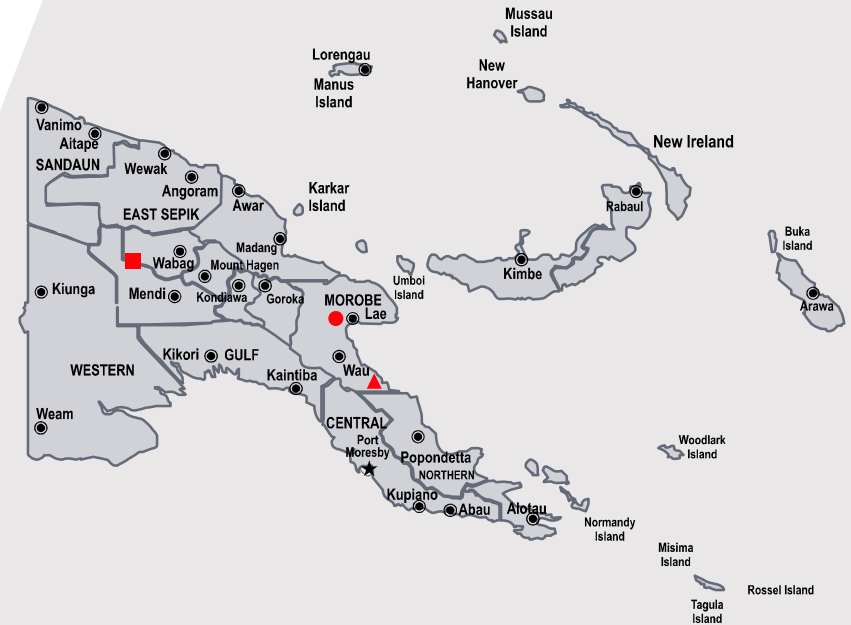 Mussau
Island
Lorengau
New
Hanover
Manus
Island
Vanimo
Aitape
New Ireland
SANDAUN
Wewak
Angoram
Karkar
Island
Awar
Rabaul
EAST SEPIK
Buka
Island
Madang
Wabag
Mount Hagen
Umboi
Island
Kimbe
Kiunga
Mendi
Kondiawa
Goroka
MOROBE
Lae
Arawa
Kikori
GULF
WESTERN
Kaintiba
Wau
Weam
CENTRAL
Port
Moresby
Popondetta
NORTHERN
Woodlark
Island
Kupiano
Abau
Alotau
Normandy
Island
Misima
Island
Rossel Island
Tagula
Island